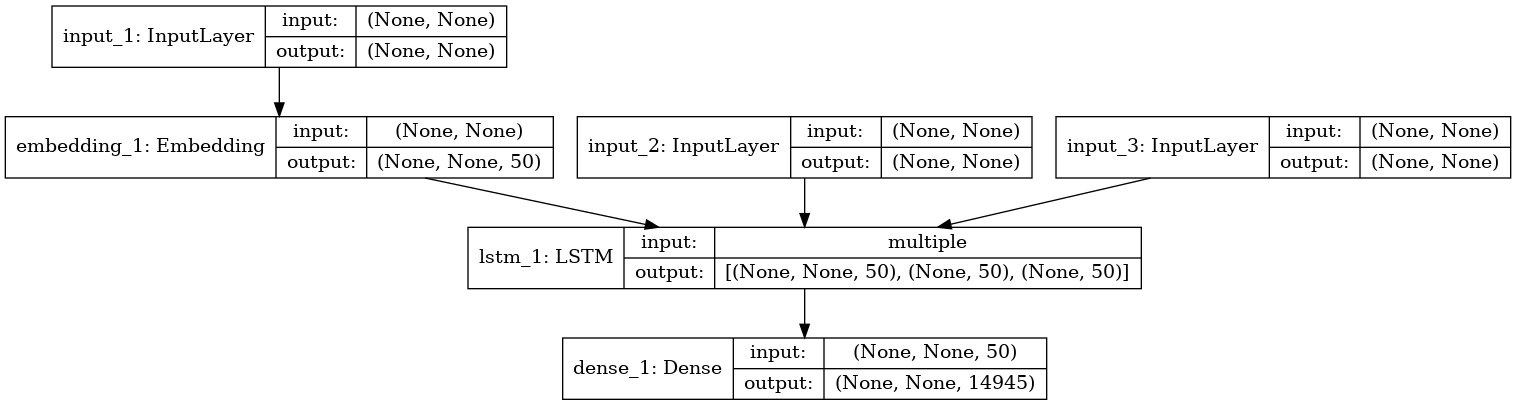 input_1: InputLayer
input:
(None, None)
output:
(None, None)
embedding_1: Embedding
input:
(None, None)
output:
(None, None, 50)
input_2: InputLayer
input:
(None, None)
output:
(None, None)
input_3: InputLayer
input:
(None, None)
output:
(None, None)
lstm_1: LSTM
input:
multiple
output:
[(None, None, 50), (None, 50), (None, 50)]
dense_1: Dense
input:
(None, None, 50)
output:
(None, None, 14945)